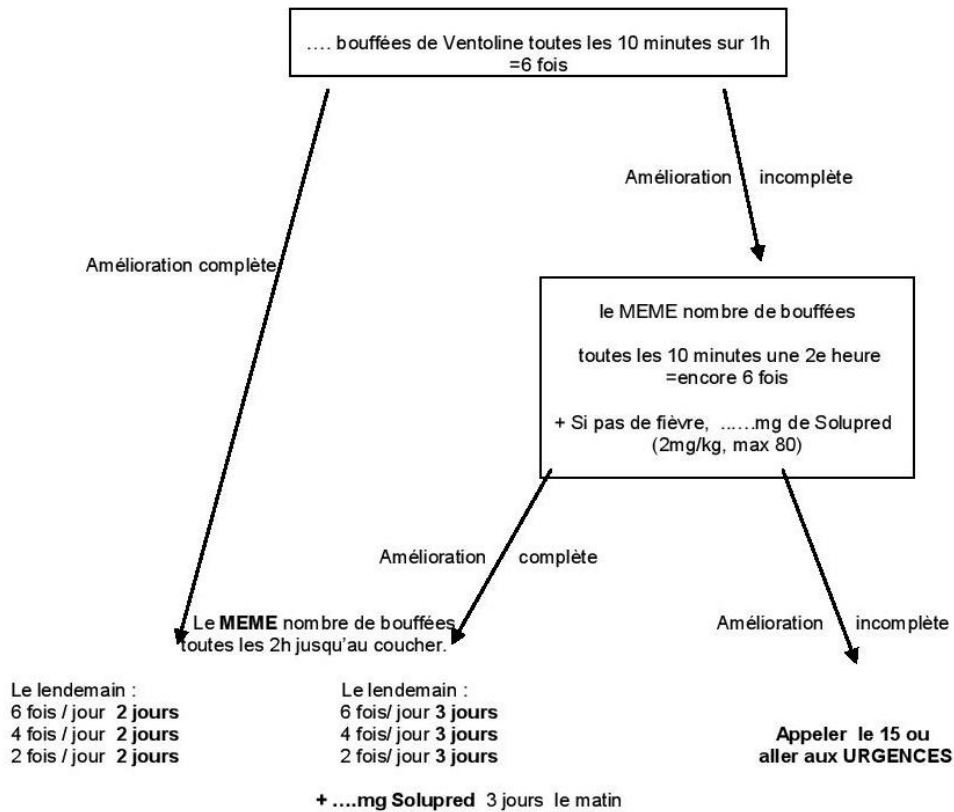 …. bouffées de Ventoline toutes les 10 minutes sur 1h
=6 fois
Amélioration incomplète
Amélioration complète
le MEME nombre de bouffées
toutes les 10 minutes une 2e heure
=encore 6 fois
+ Si pas de fièvre, ...…mg de Solupred
(2mg/kg, max 80)
Amélioration complète
Amélioration incomplète
Le MEME nombre de bouffées
toutes les 2h jusqu'au coucher.
Le lendemain :
6 fois / jour 2 jours
4 fois / jour 2 jours
2 fois / jour 2 jours
Le lendemain :
6 fois/ jour 3 jours
4 fois/ jour 3 jours
2 fois/ jour 3 jours
+ ….mg Solupred 3 jours le matin
Appeler le 15 ou
aller aux URGENCES